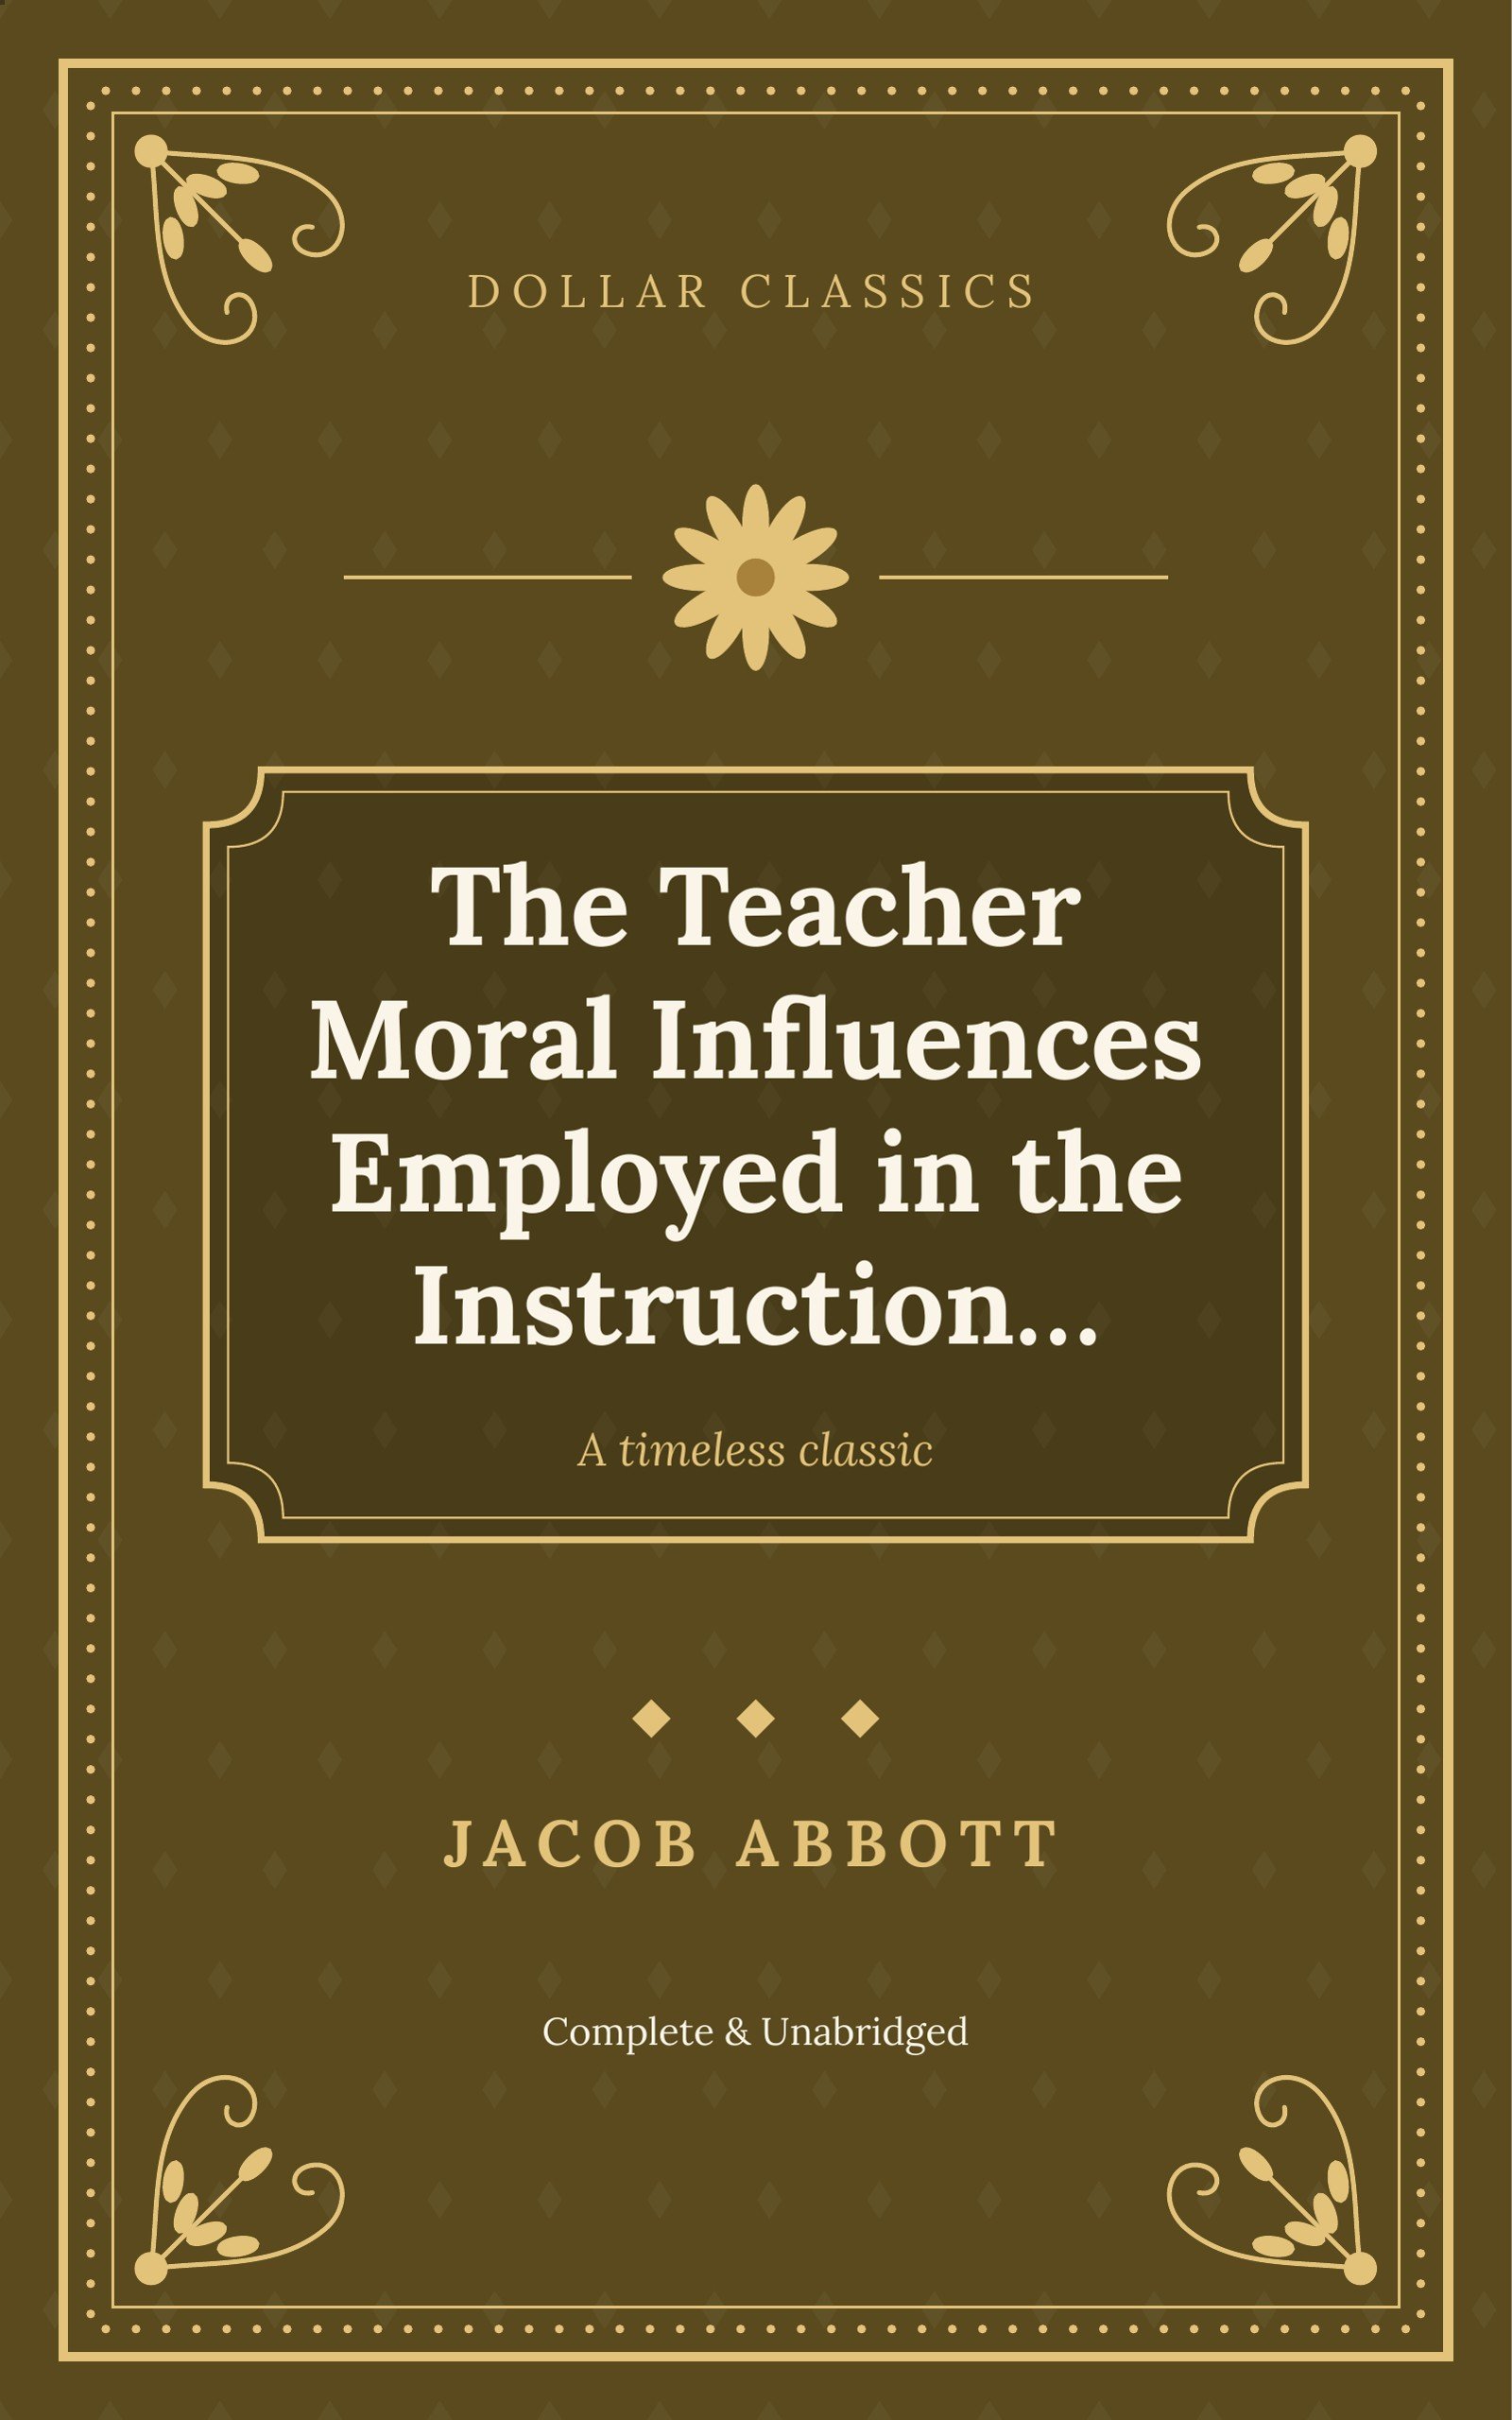 DOLLAR CLASSICS
The Teacher
Moral Influences
Employed in the
Instruction...
A timeless classic
JACOB ABBOTT
Complete & Unabridged